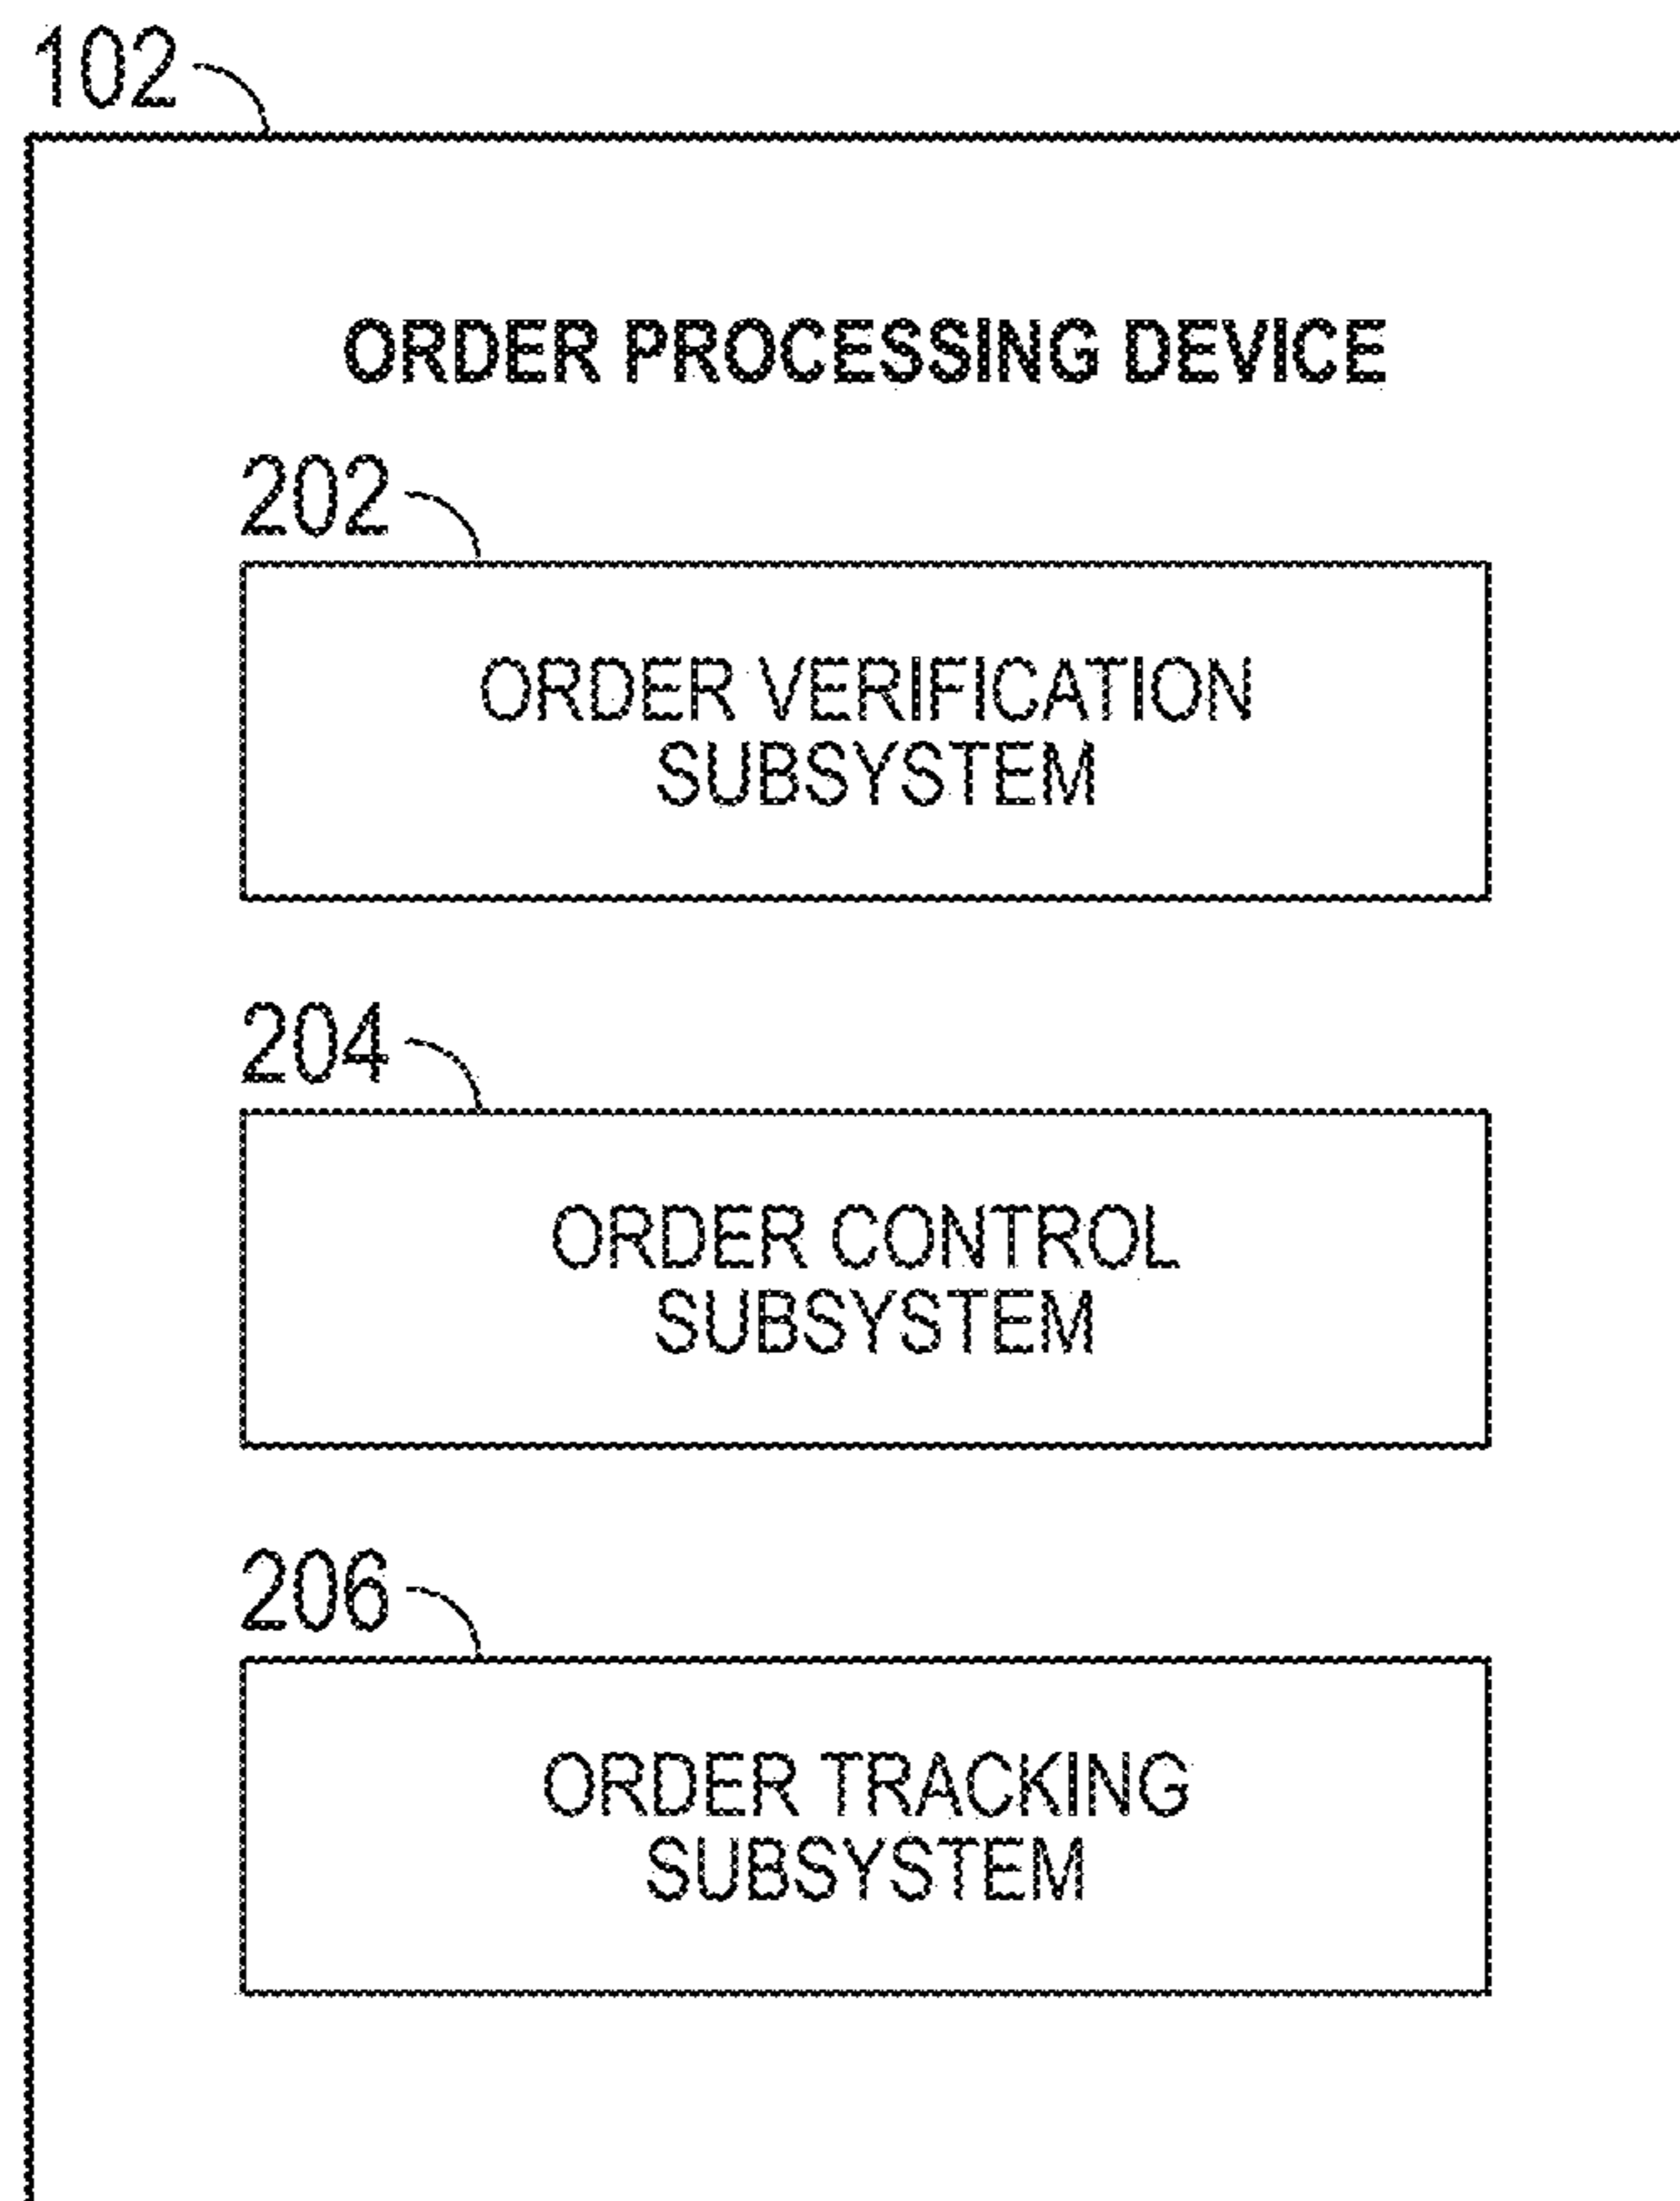 102
ORDER PROCESSING DEVICE
202
ORDER VERIFICATION
SUBSYSTEM
204
ORDER CONTROL
SUBSYSTEM
206
ORDER TRACKING
SUBSYSTEM